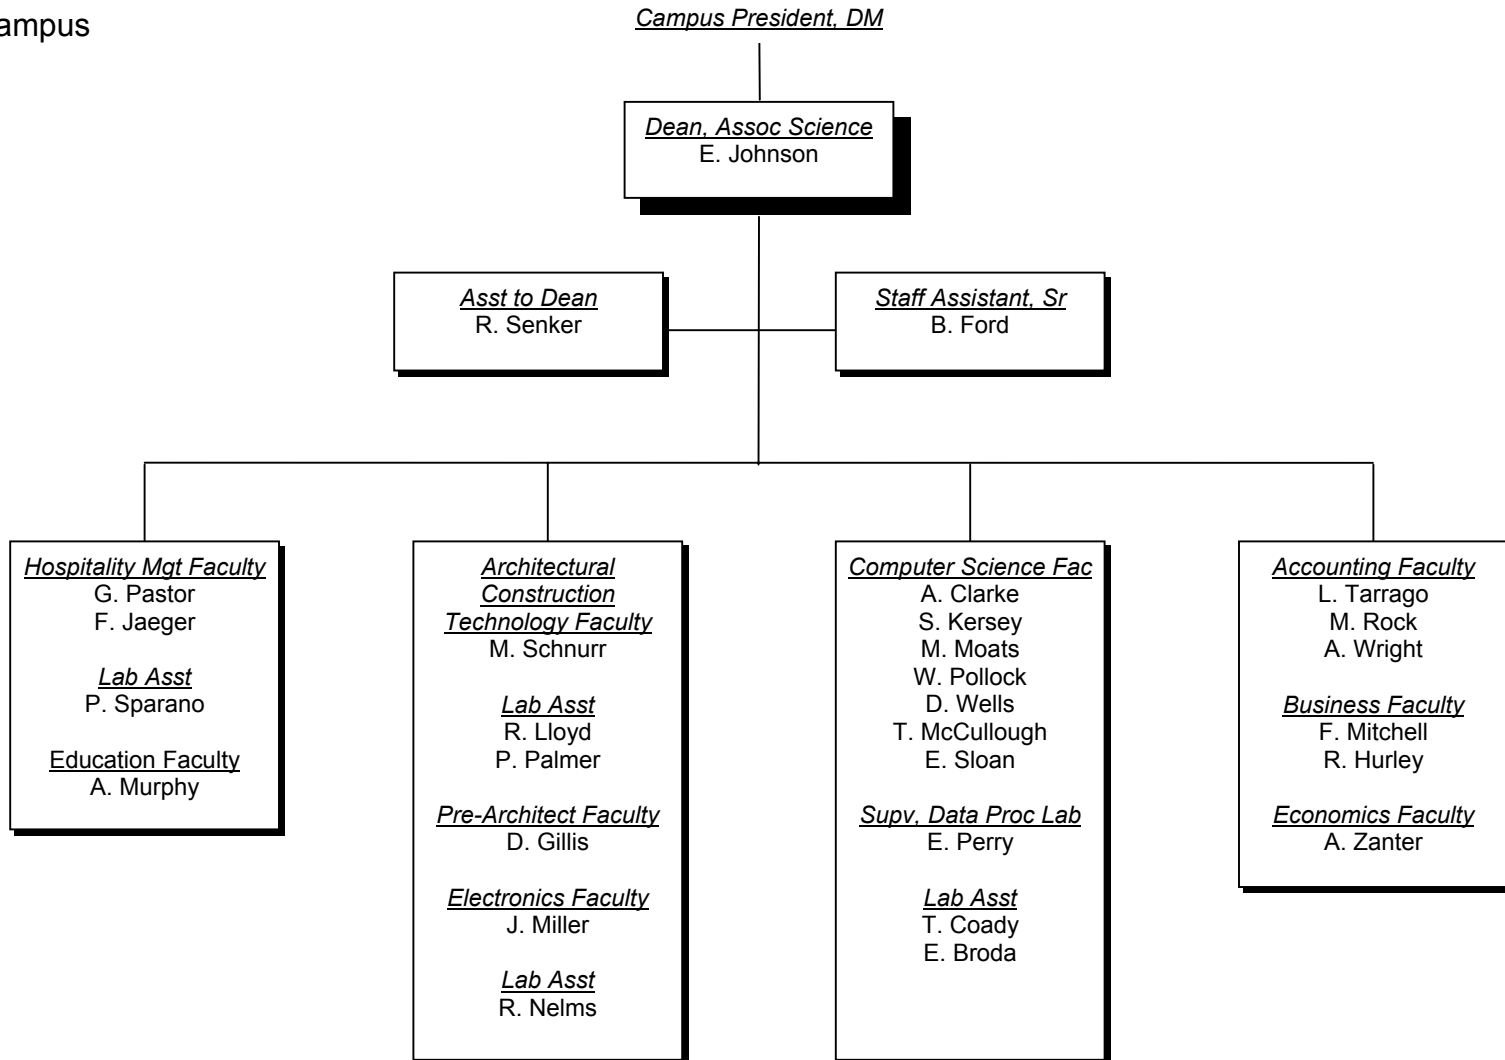 ampus
Campus President, DM
Dean, Assoc Science
E. Johnson
Asst to Dean
R. Senker
Staff Assistant, Sr
B. Ford
Hospitality Mgt Faculty
G. Pastor
F. Jaeger
Lab Asst
P. Sparano
Education Faculty
A. Murphy
Architectural
Construction
Technology Faculty
M. Schnurr
Lab Asst
R. Lloyd
P. Palmer
Pre-Architect Faculty
D. Gillis
Electronics Faculty
J. Miller
Lab Asst
R. Nelms
Computer Science Fac
A. Clarke
S. Kersey
M. Moats
W. Pollock
D. Wells
T. McCullough
E. Sloan
Supv, Data Proc Lab
E. Perry
Lab Asst
T. Coady
E. Broda
Accounting Faculty
L. Tarrago
M. Rock
A. Wright
Business Faculty
F. Mitchell
R. Hurley
Economics Faculty
A. Zanter